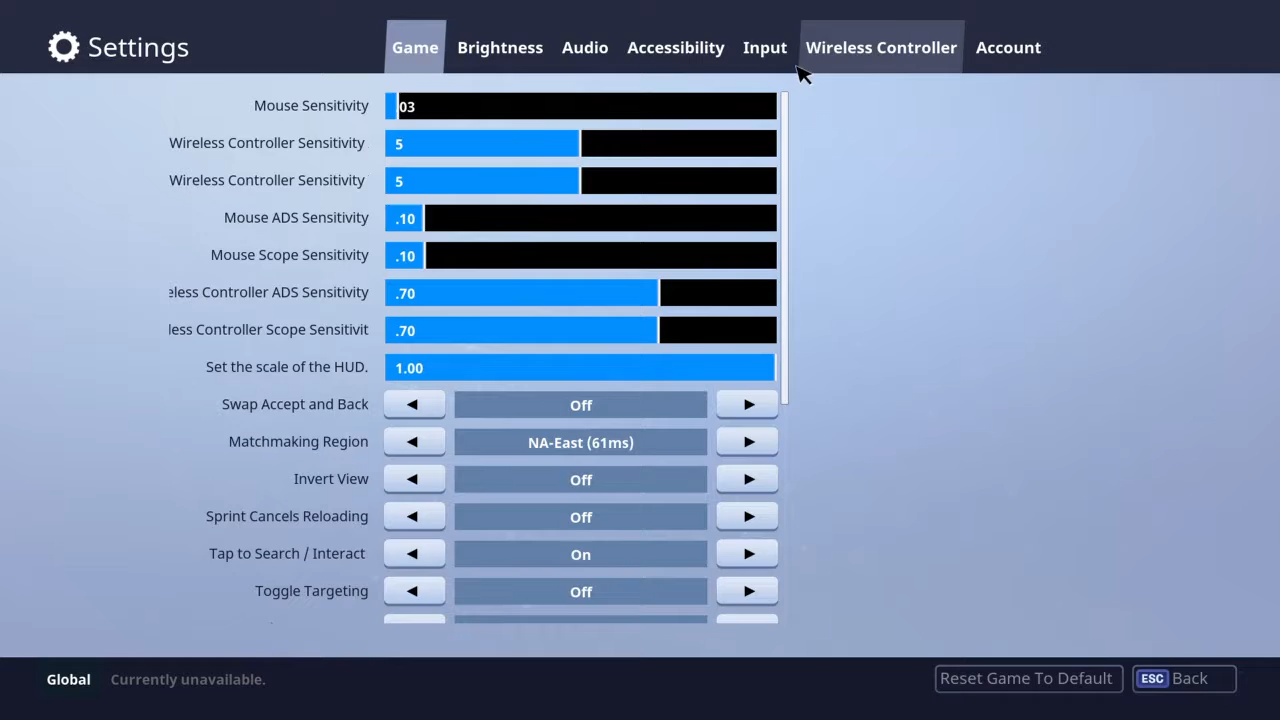 Settings
Game Brightness Audio Accessibility Input Wireless Controller Account
Mouse Sensitivity 03
Wireless Controller Sensitivity 5
Wireless Controller Sensitivity 5
Mouse ADS Sensitivity .10
Mouse Scope Sensitivity .10
eless Controller ADS Sensitivity .70
less Controller Scope Sensitivit .70
Set the scale of the HUD. 1.00
Swap Accept and Back Off
Matchmaking Region NA-East (61ms)
Invert View Off
Sprint Cancels Reloading Off
Tap to Search / Interact On
Toggle Targeting Off
Global Currently unavailable.
Reset Game To Default ESC Back